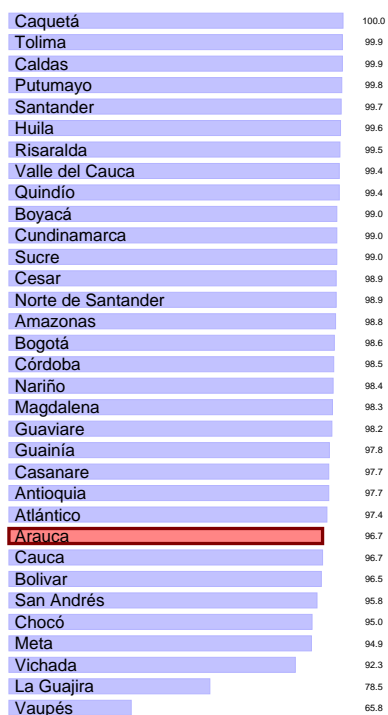 Caquetá 100.0
Tolima 99.9
Caldas 99.9
Putumayo 99.8
Santander 99.7
Huila 99.6
Risaralda 99.5
Valle del Cauca 99.4
Quindío 99.4
Boyacá 99.0
Cundinamarca 99.0
Sucre 99.0
Cesar 98.9
Norte de Santander 98.9
Amazonas 98.8
Bogotá 98.6
Córdoba 98.5
Nariño 98.4
Magdalena 98.3
Guaviare 98.2
Guainía 97.8
Casanare 97.7
Antioquia 97.7
Atlántico 97.4
Arauca 96.7
Cauca 96.7
Bolivar 96.5
San Andrés 95.8
Chocó 95.0
Meta 94.9
Vichada 92.3
La Guajira 78.5
Vaupés 65.8